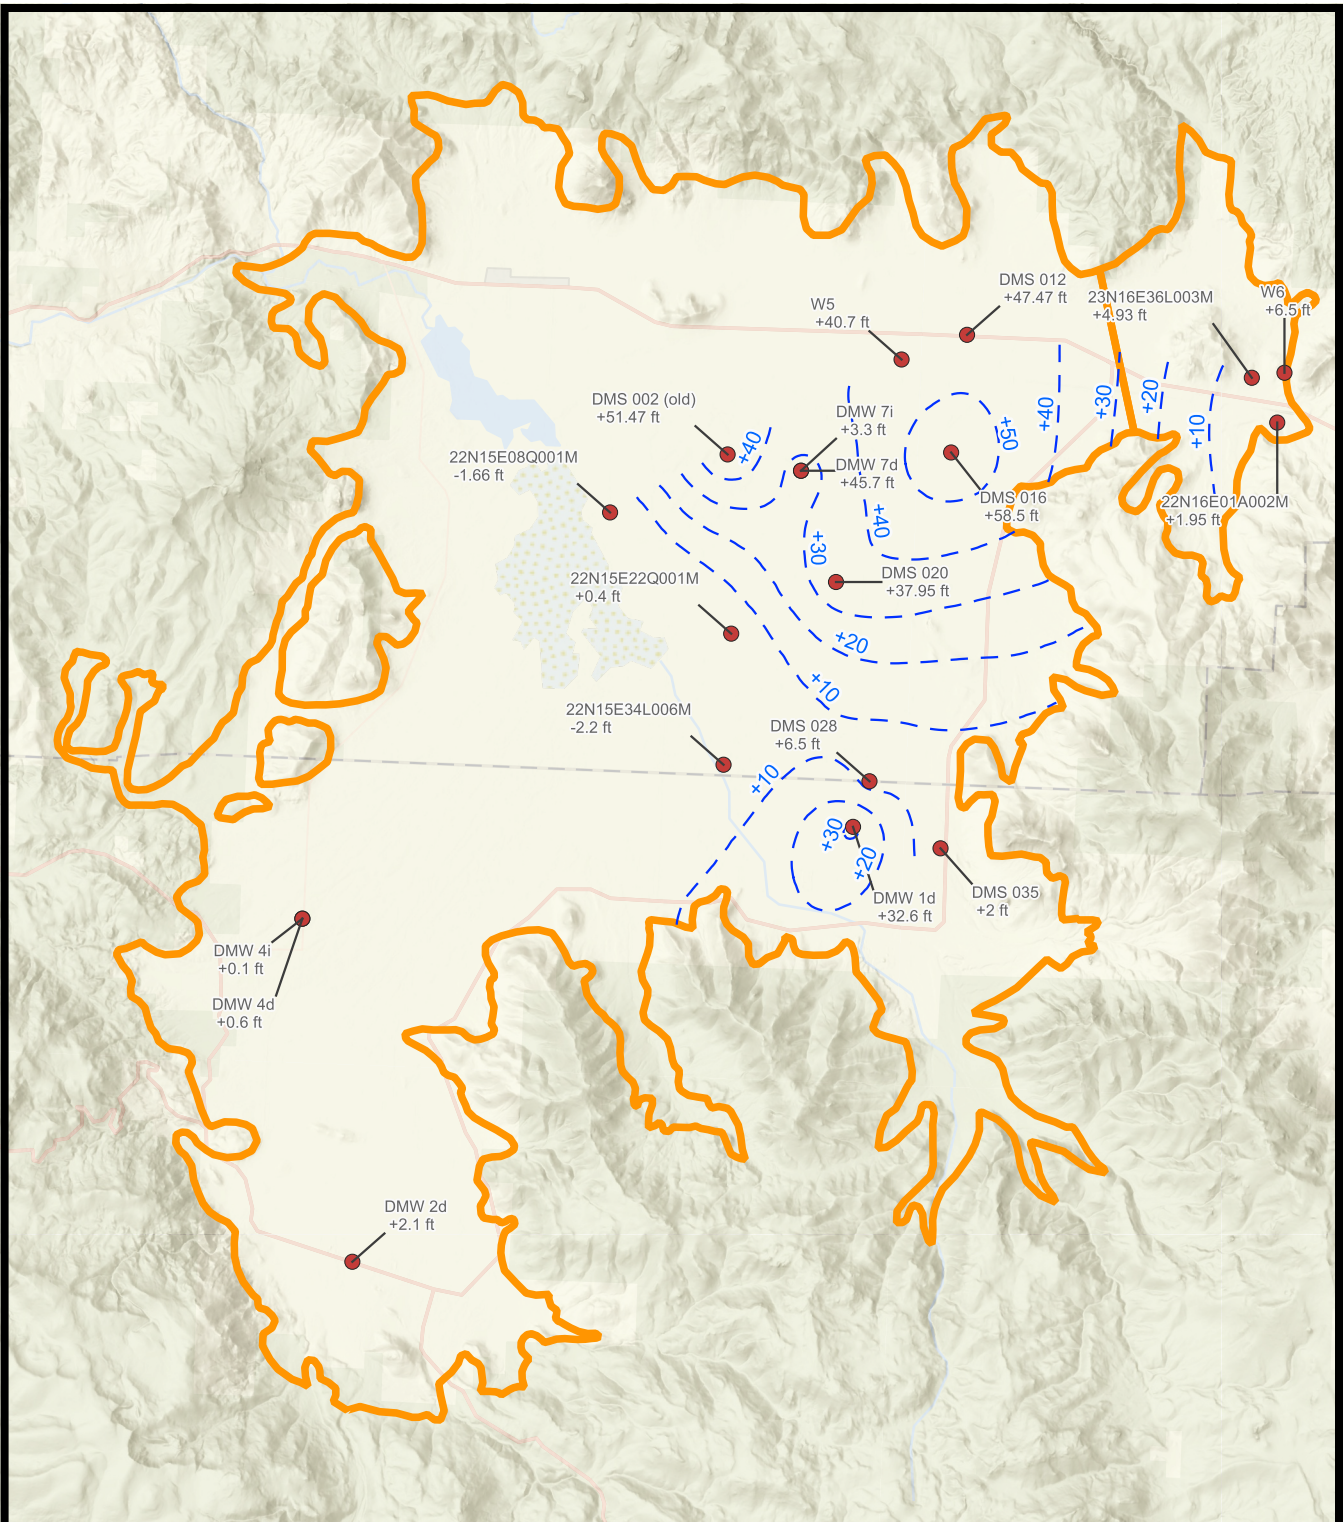 DMS 012
+47.47 ft
23N16E36L003M
+4.93 ft
W6
+6.5 ft
W5
+40.7 ft
DMS 002 (old)
+51.47 ft
DMW 7i
+3.3 ft
+40
+30
+20
+10
+50
+40
22N15E08Q001M
-1.66 ft
DMW 7d
+45.7 ft
DMS 016
+58.5 ft
22N16E01A002M
+1.95 ft
+40
+30
22N15E22Q001M
+0.4 ft
DMS 020
+37.95 ft
+20
+10
22N15E34L006M
-2.2 ft
DMS 028
+6.5 ft
+10
+30
+20
DMW 1d
+32.6 ft
DMS 035
+2 ft
DMW 4i
+0.1 ft
DMW 4d
+0.6 ft
DMW 2d
+2.1 ft